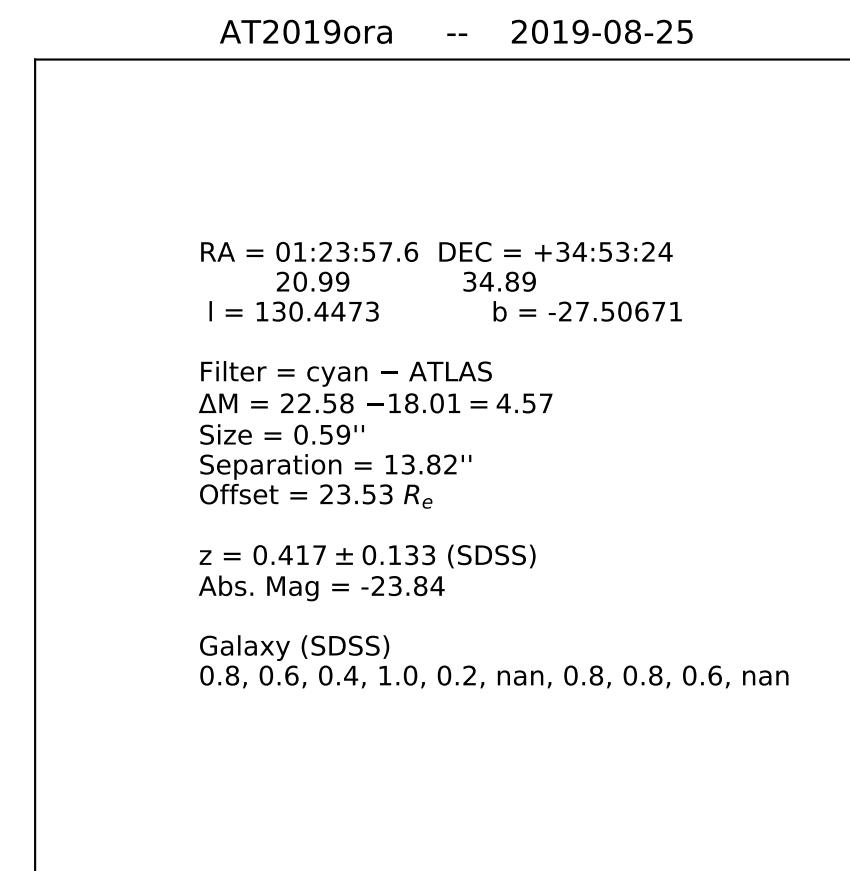 AT2019ora -- 2019-08-25
RA = 01:23:57.6 DEC = +34:53:24
20.99 34.89
l = 130.4473 b = -27.50671
Filter = cyan − ATLAS
ΔM = 22.58 −18.01 = 4.57
Size = 0.59''
Separation = 13.82''
Offset = 23.53 Rₑ
z = 0.417 ± 0.133 (SDSS)
Abs. Mag = -23.84
Galaxy (SDSS)
0.8, 0.6, 0.4, 1.0, 0.2, nan, 0.8, 0.8, 0.6, nan